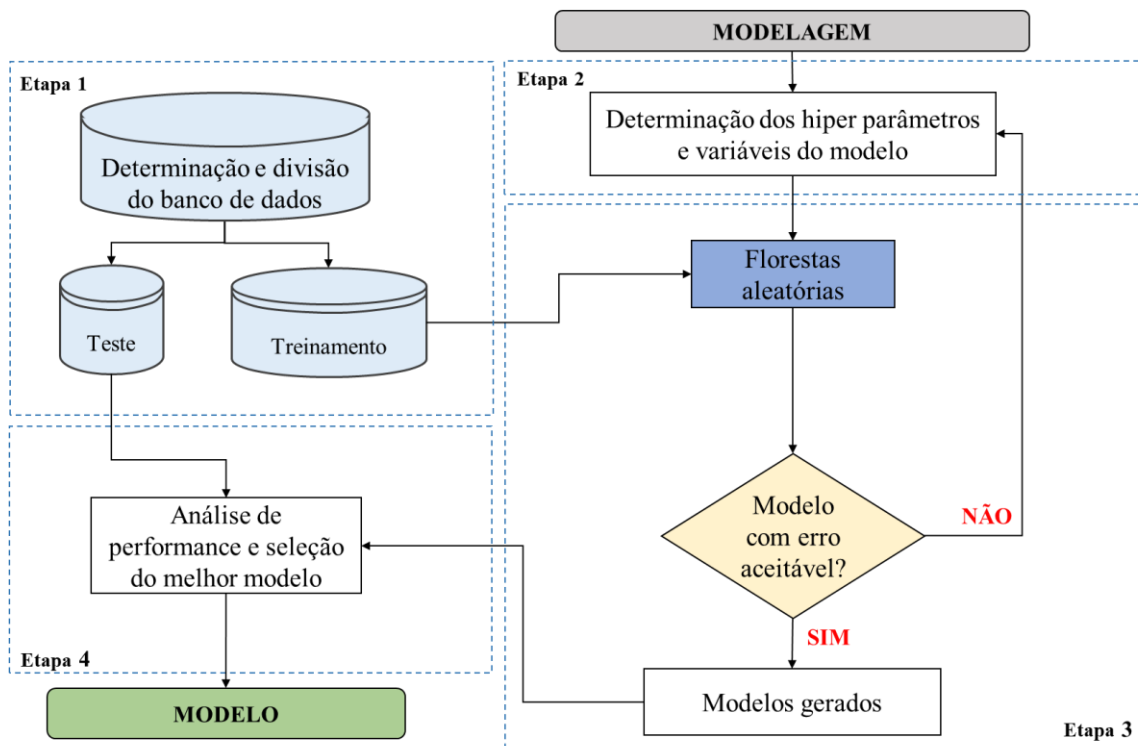 MODELAGEM
Etapa 1
Determinação e divisão
do banco de dados
Teste
Treinamento
Etapa 2
Determinação dos hiper parâmetros
e variáveis do modelo
Florestas
aleatórias
Modelo
com erro
aceitável?
NÃO
SIM
Modelos gerados
Etapa 3
Análise de
performance e seleção
do melhor modelo
Etapa 4
MODELO